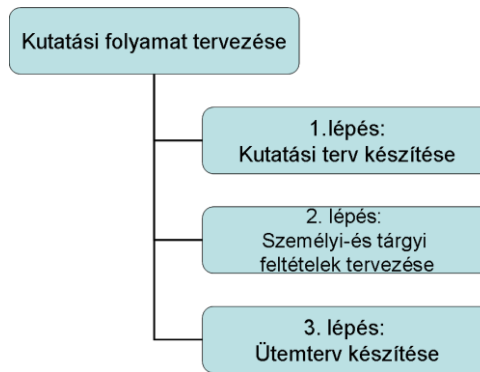 Kutatási folyamat tervezése
1.lépés:
Kutatási terv készítése
2. lépés:
Személyi-és tárgyi
feltételek tervezése
3. lépés:
Ütemterv készítése